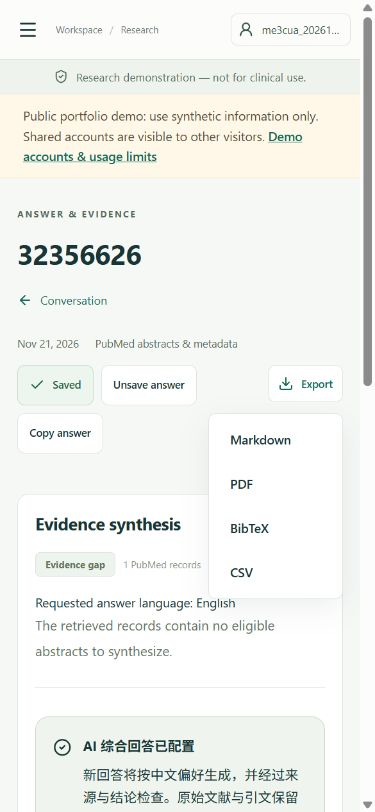 Workspace / Research
me3cua_20261...
Research demonstration — not for clinical use.
Public portfolio demo: use synthetic information only.
Shared accounts are visible to other visitors. Demo
accounts & usage limits
ANSWER & EVIDENCE
32356626
Conversation
Nov 21, 2026 PubMed abstracts & metadata
Saved
Unsave answer
Export
Copy answer
Markdown
PDF
BibTeX
CSV
Evidence synthesis
Evidence gap
1 PubMed records
Requested answer language: English
The retrieved records contain no eligible
abstracts to synthesize.
AI 综合回答已配置
新回答将按中文偏好生成，并经过来
源与结论检查。原始文献与引文保留